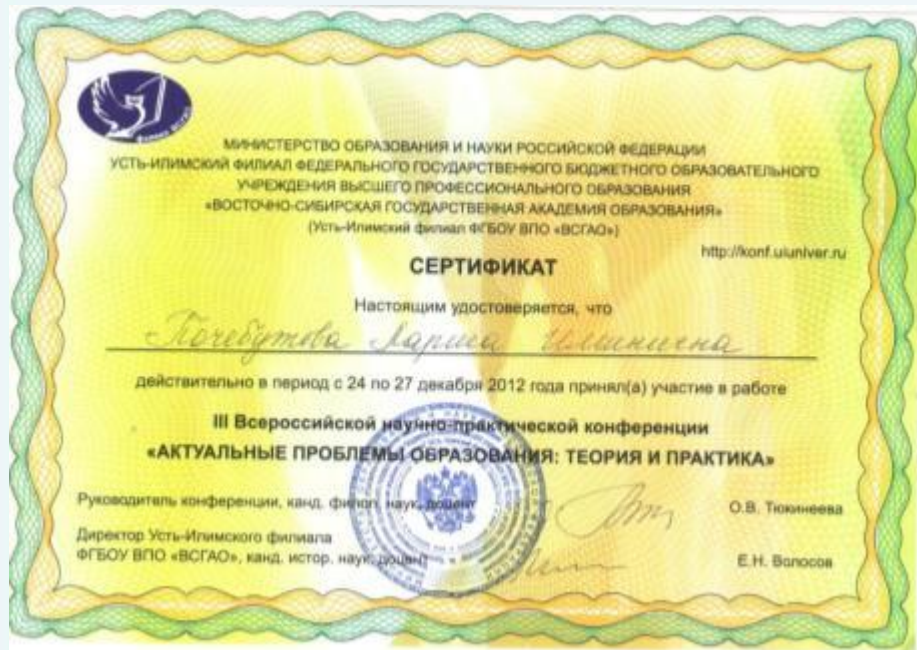 МИНИСТЕРСТВО ОБРАЗОВАНИЯ И НАУКИ РОССИЙСКОЙ ФЕДЕРАЦИИ
УСТЬ-ИЛИМСКИЙ ФИЛИАЛ ФЕДЕРАЛЬНОГО ГОСУДАРСТВЕННОГО БЮДЖЕТНОГО ОБРАЗОВАТЕЛЬНОГО
УЧРЕЖДЕНИЯ ВЫСШЕГО ПРОФЕССИОНАЛЬНОГО ОБРАЗОВАНИЯ
«ВОСТОЧНО-СИБИРСКАЯ ГОСУДАРСТВЕННАЯ АКАДЕМИЯ ОБРАЗОВАНИЯ»
(Усть-Илимский филиал ФГБОУ ВПО «ВСГАО»)
http://konf.uiuniver.ru
СЕРТИФИКАТ
Настоящим удостоверяется, что
Лариса
действительно в период с 24 по 27 декабря 2012 года принял(а) участие в работе
III Всероссийской научно-практической конференции
«АКТУАЛЬНЫЕ ПРОБЛЕМЫ ОБРАЗОВАНИЯ: ТЕОРИЯ И ПРАКТИКА»
Руководитель конференции, канд. филол. наук, доцент О.В. Тюкинеева
Директор Усть-Илимского филиала
ФГБОУ ВПО «ВСГАО», канд. истор. наук, доцент Е.Н. Волосов